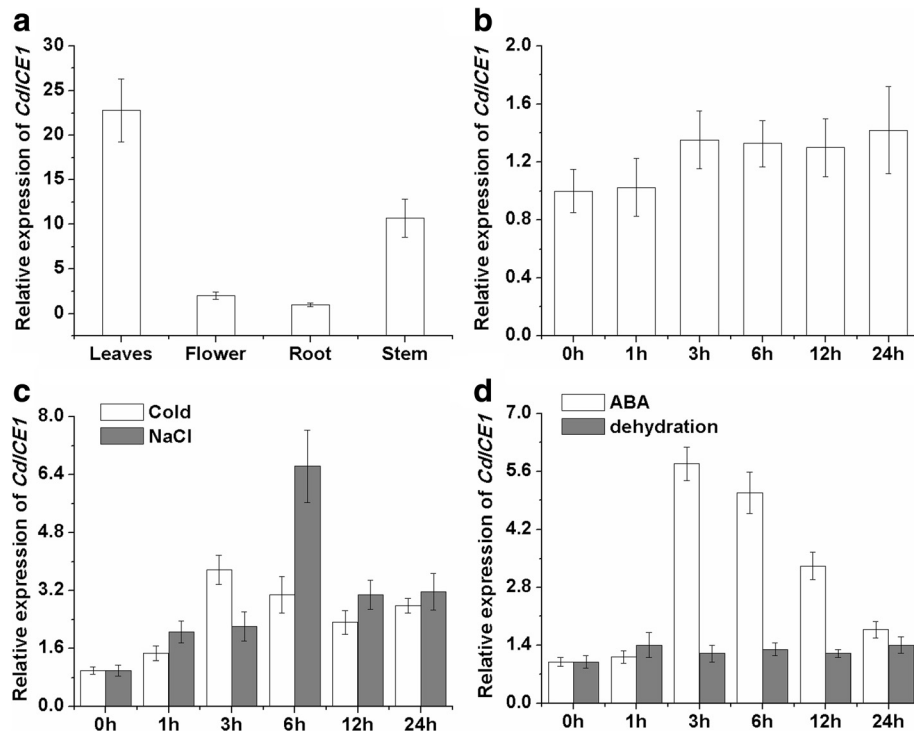 a
Relative expression of CdICE1
30
25
20
15
10
5
0
Leaves Flower Root Stem
b
Relative expression of CdICE1
2.0
1.6
1.2
0.8
0.4
0.0
0h 1h 3h 6h 12h 24h
c
Relative expression of CdICE1
Cold
NaCl
8.0
6.4
4.8
3.2
1.6
0.0
0h 1h 3h 6h 12h 24h
d
Relative expression of CdICE1
ABA
dehydration
7.0
5.6
4.2
2.8
1.4
0.0
0h 1h 3h 6h 12h 24h